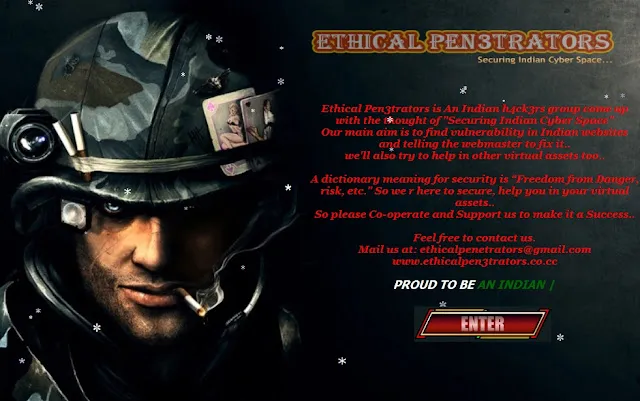 ETHICAL PEN3TRATORS
Securing Indian Cyber Space...
Ethical Pen3trators is An Indian h4ck3rs group come up
with the thought of "Securing Indian Cyber Space"
Our main aim is to find vulnerability in Indian websites
and telling the webmaster to fix it..
we'll also try to help in other virtual assets too..
A dictionary meaning for security is "Freedom from Danger,
risk, etc." So we r here to secure, help you in your virtual
assets..
So please Co-operate and Support us to make it a Success..
Feel free to contact us.
Mail us at: ethicalpenetrators@gmail.com
www.ethicalpen3trators.co.cc
PROUD TO BE AN INDIAN |
ENTER